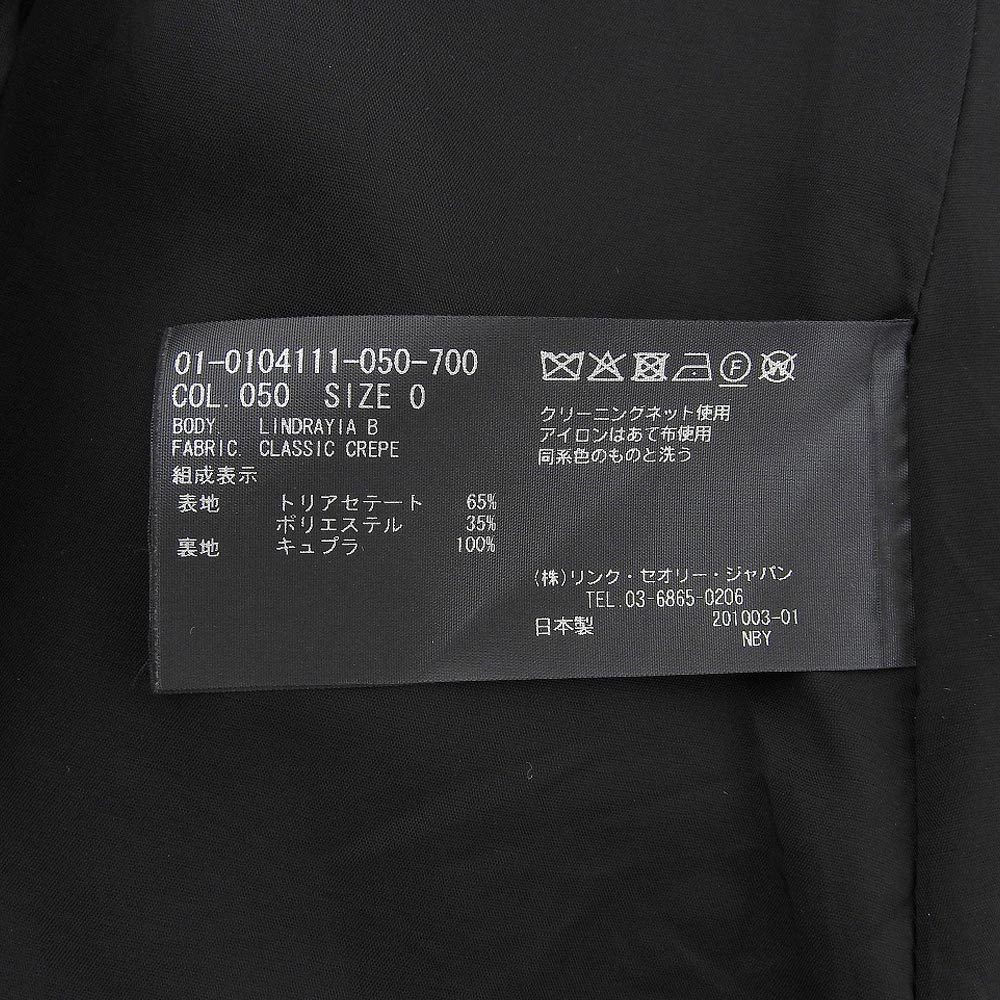 01-0104111-050-700
COL. 050 SIZE 0
BODY LINDRAYIA B
FABRIC. CLASSIC CREPE
組成表示
表地 トリアセテート 65%
ポリエステル 35%
裏地 キュプラ 100%
F W
クリーニングネット使用
アイロンはあて布使用
同系色のものと洗う
(株)リンク・セオリー・ジャパン
TEL.03-6865-0206
日本製 201003-01
NBY